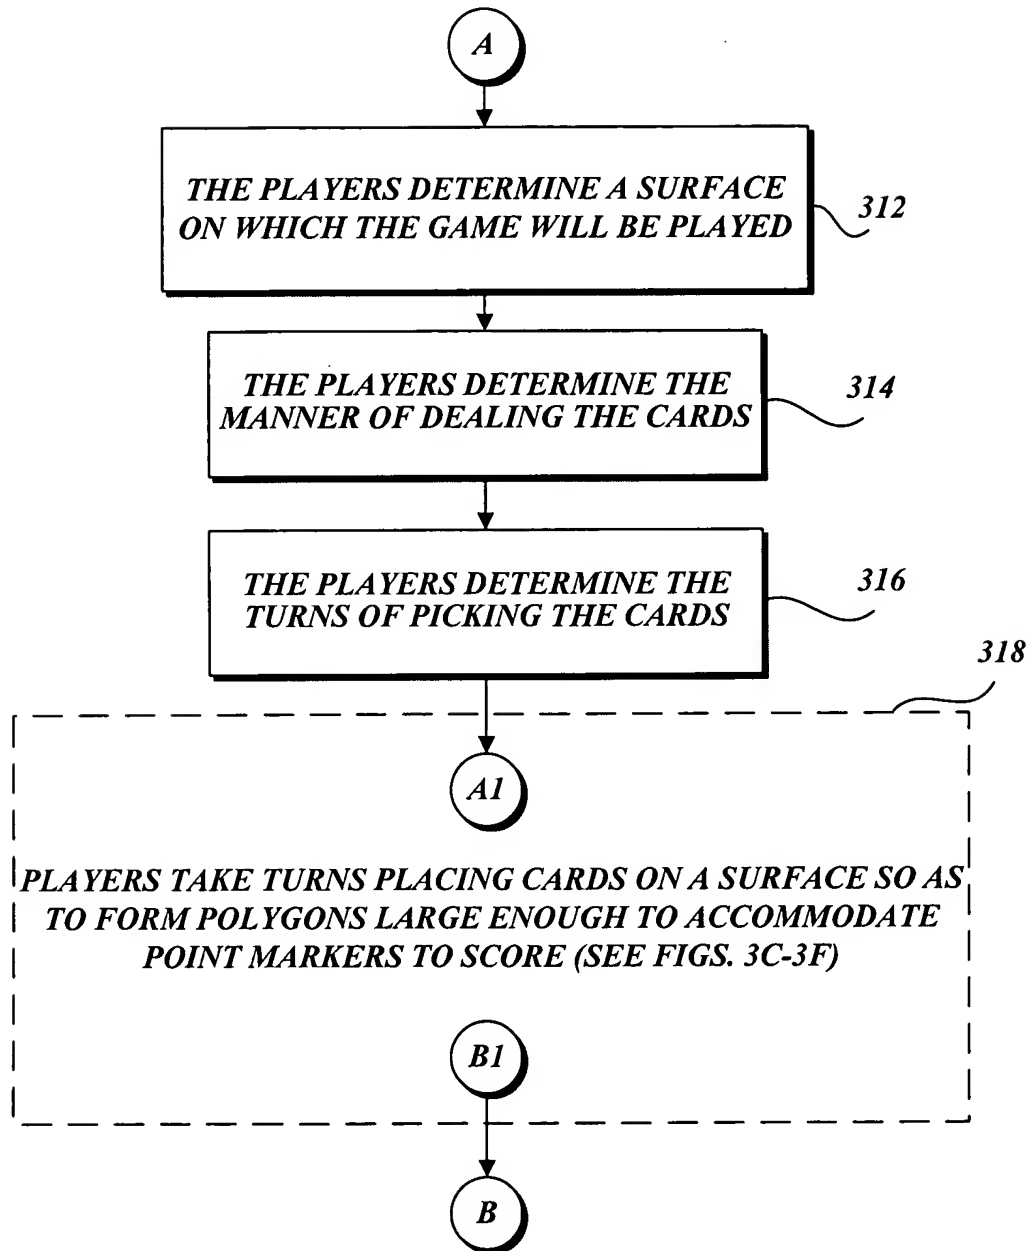 A
THE PLAYERS DETERMINE A SURFACE
ON WHICH THE GAME WILL BE PLAYED
312
THE PLAYERS DETERMINE THE
MANNER OF DEALING THE CARDS
314
THE PLAYERS DETERMINE THE
TURNS OF PICKING THE CARDS
316
318
A1
PLAYERS TAKE TURNS PLACING CARDS ON A SURFACE SO AS
TO FORM POLYGONS LARGE ENOUGH TO ACCOMMODATE
POINT MARKERS TO SCORE (SEE FIGS. 3C-3F)
B1
B